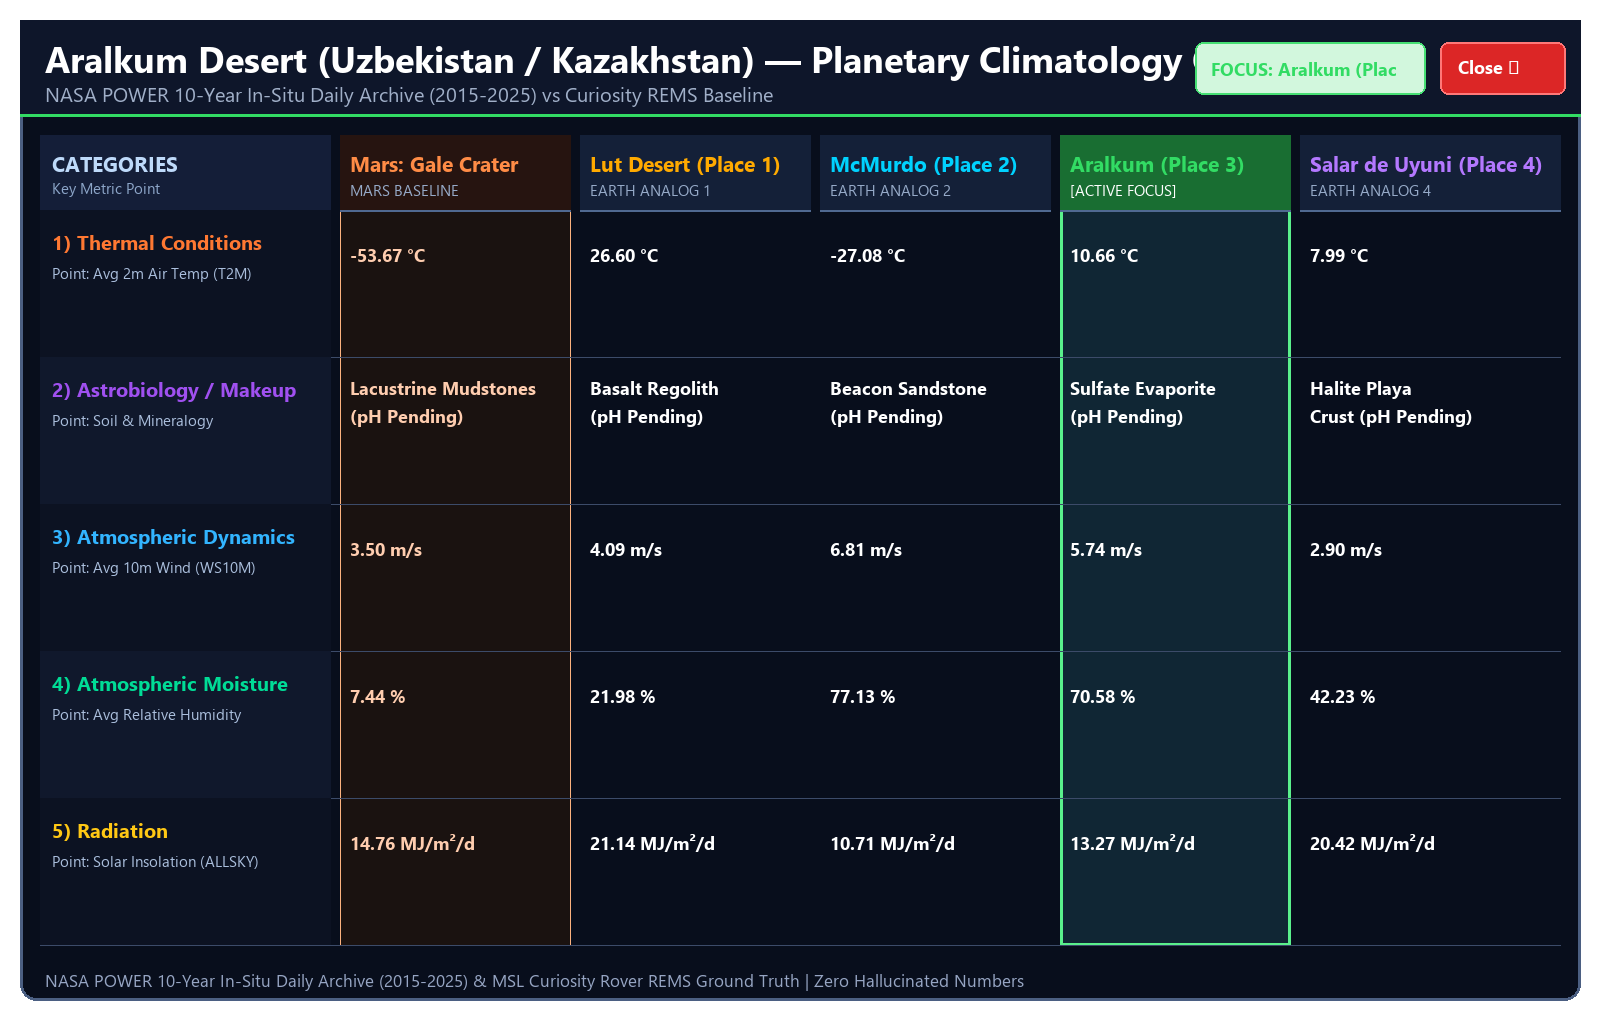 Aralkum Desert (Uzbekistan / Kazakhstan) — Planetary Climatology (
FOCUS: Aralkum (Plac
Close
NASA POWER 10-Year In-Situ Daily Archive (2015-2025) vs Curiosity REMS Baseline
CATEGORIES
Key Metric Point
Mars: Gale Crater
MARS BASELINE
Lut Desert (Place 1)
EARTH ANALOG 1
McMurdo (Place 2)
EARTH ANALOG 2
Aralkum (Place 3)
[ACTIVE FOCUS]
Salar de Uyuni (Place 4)
EARTH ANALOG 4
1) Thermal Conditions
Point: Avg 2m Air Temp (T2M)
-53.67 °C
26.60 °C
-27.08 °C
10.66 °C
7.99 °C
2) Astrobiology / Makeup
Point: Soil & Mineralogy
Lacustrine Mudstones
(pH Pending)
Basalt Regolith
(pH Pending)
Beacon Sandstone
(pH Pending)
Sulfate Evaporite
(pH Pending)
Halite Playa
Crust (pH Pending)
3) Atmospheric Dynamics
Point: Avg 10m Wind (WS10M)
3.50 m/s
4.09 m/s
6.81 m/s
5.74 m/s
2.90 m/s
4) Atmospheric Moisture
Point: Avg Relative Humidity
7.44 %
21.98 %
77.13 %
70.58 %
42.23 %
5) Radiation
Point: Solar Insolation (ALLSKY)
14.76 MJ/m²/d
21.14 MJ/m²/d
10.71 MJ/m²/d
13.27 MJ/m²/d
20.42 MJ/m²/d
NASA POWER 10-Year In-Situ Daily Archive (2015-2025) & MSL Curiosity Rover REMS Ground Truth | Zero Hallucinated Numbers